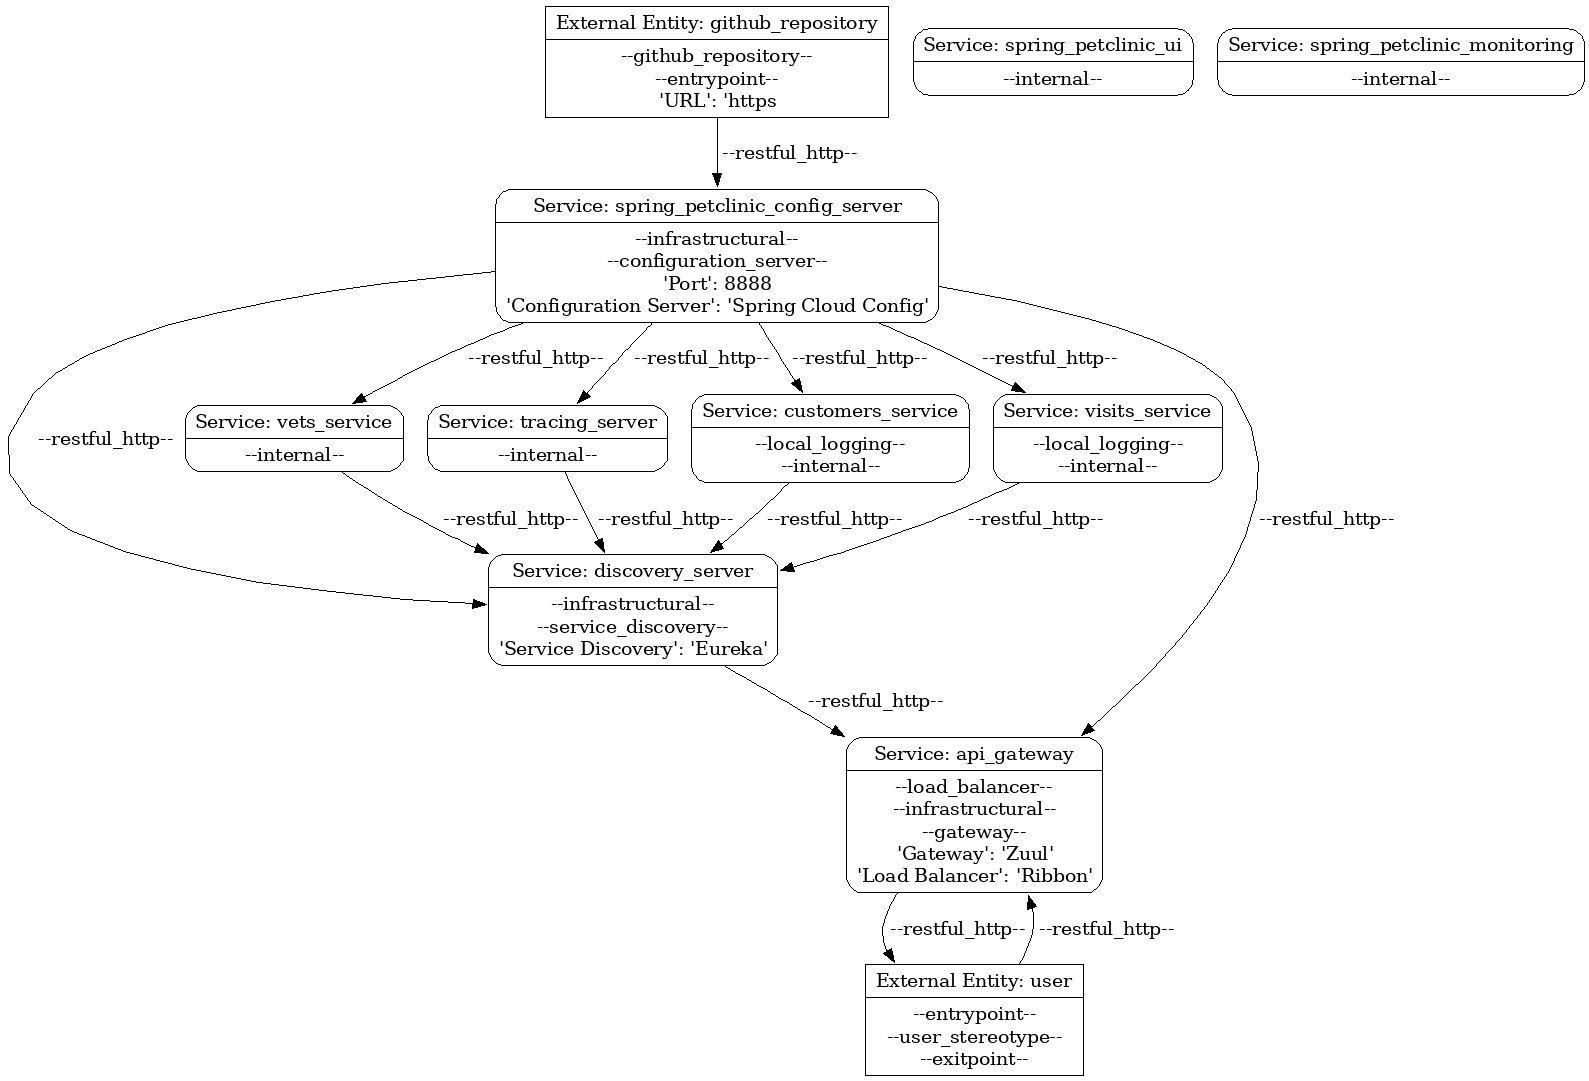 External Entity: github_repository
--github_repository--
--entrypoint--
'URL': 'https
Service: spring_petclinic_ui
--internal--
Service: spring_petclinic_monitoring
--internal--
--restful_http--
Service: spring_petclinic_config_server
--infrastructural--
--configuration_server--
'Port': 8888
'Configuration Server': 'Spring Cloud Config'
--restful_http--
--restful_http--
--restful_http--
--restful_http--
--restful_http--
Service: vets_service
--internal--
Service: tracing_server
--internal--
Service: customers_service
--local_logging--
--internal--
Service: visits_service
--local_logging--
--internal--
--restful_http--
--restful_http--
--restful_http--
--restful_http--
--restful_http--
Service: discovery_server
--infrastructural--
--service_discovery--
'Service Discovery': 'Eureka'
--restful_http--
Service: api_gateway
--load_balancer--
--infrastructural--
--gateway--
'Gateway': 'Zuul'
'Load Balancer': 'Ribbon'
--restful_http--
--restful_http--
External Entity: user
--entrypoint--
--user_stereotype--
--exitpoint--